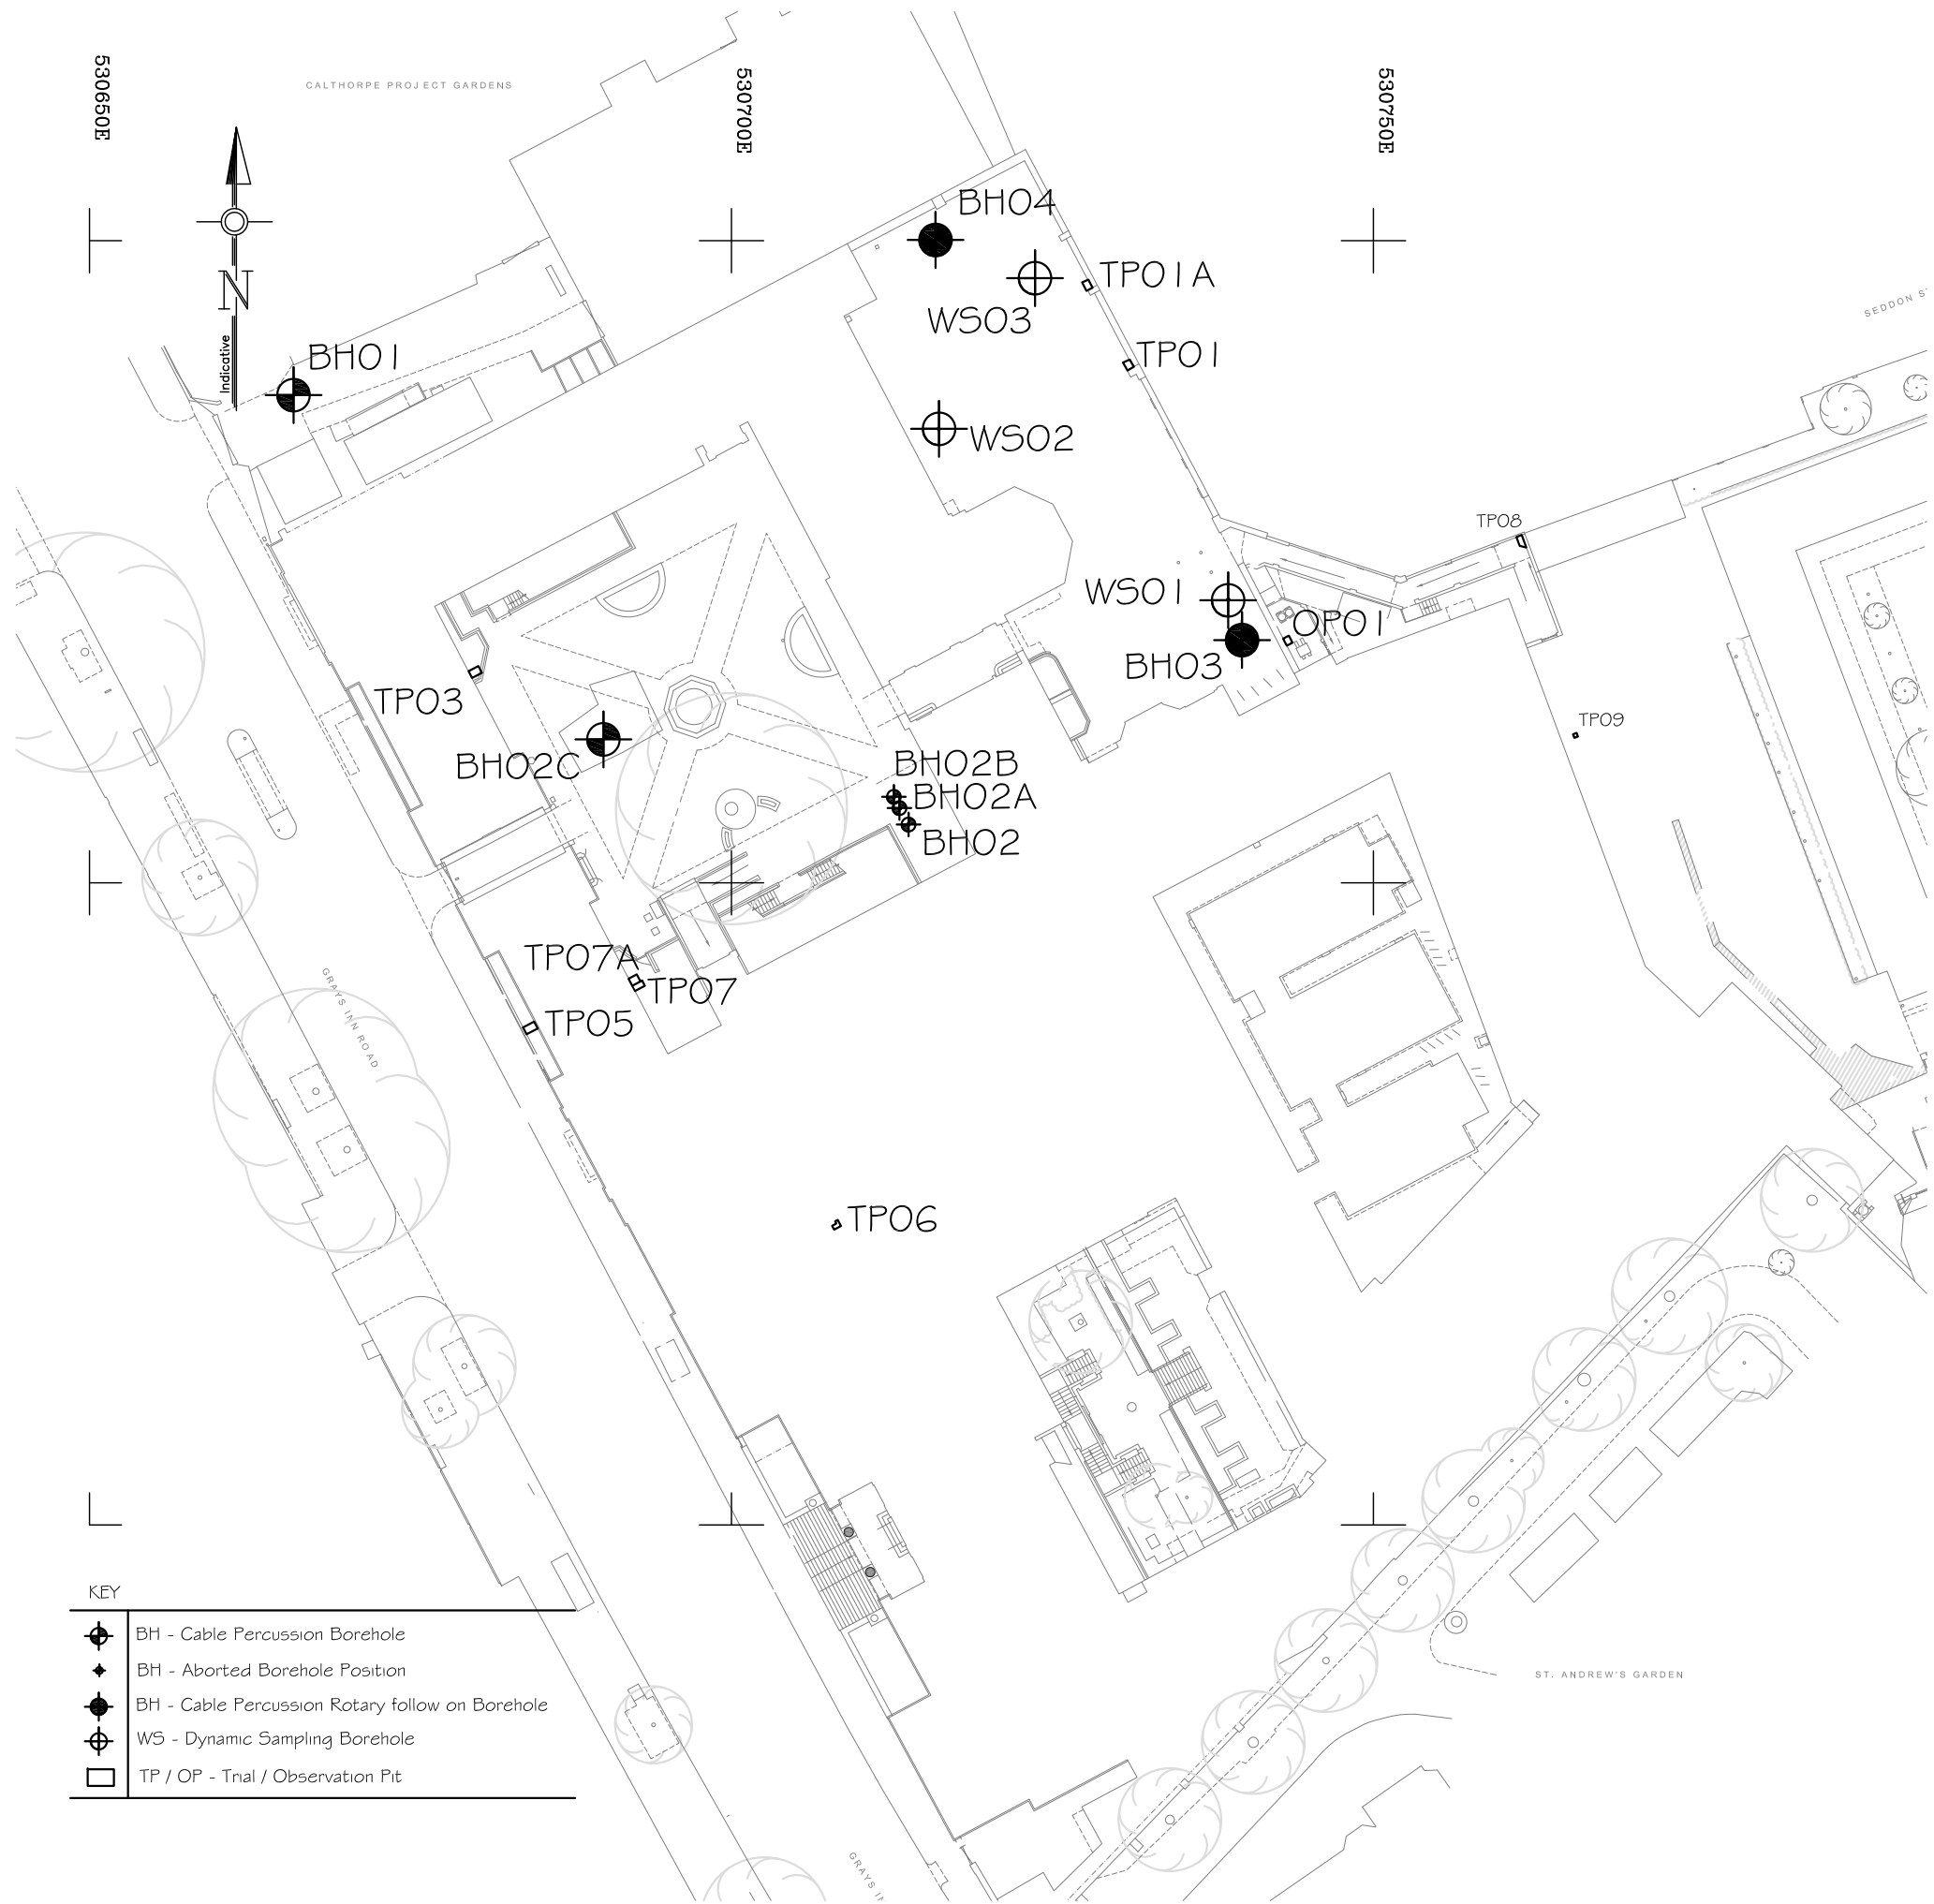 530650E
530700E
530750E
CALTHORPE PROJECT GARDENS
N
Indicative
BH04
TP01A
WS03
SEDDON
BH01
TP01
WS02
TP08
WS01
OP01
BH03
TP03
TP09
BH02C
BH02B
BH02A
BH02
TP07A
TP07
TP05
GRAYS INN ROAD
TP06
KEY
BH - Cable Percussion Borehole
BH - Aborted Borehole Position
BH - Cable Percussion Rotary follow on Borehole
WS - Dynamic Sampling Borehole
TP / OP - Trial / Observation Pit
ST. ANDREW'S GARDEN
GRAYS